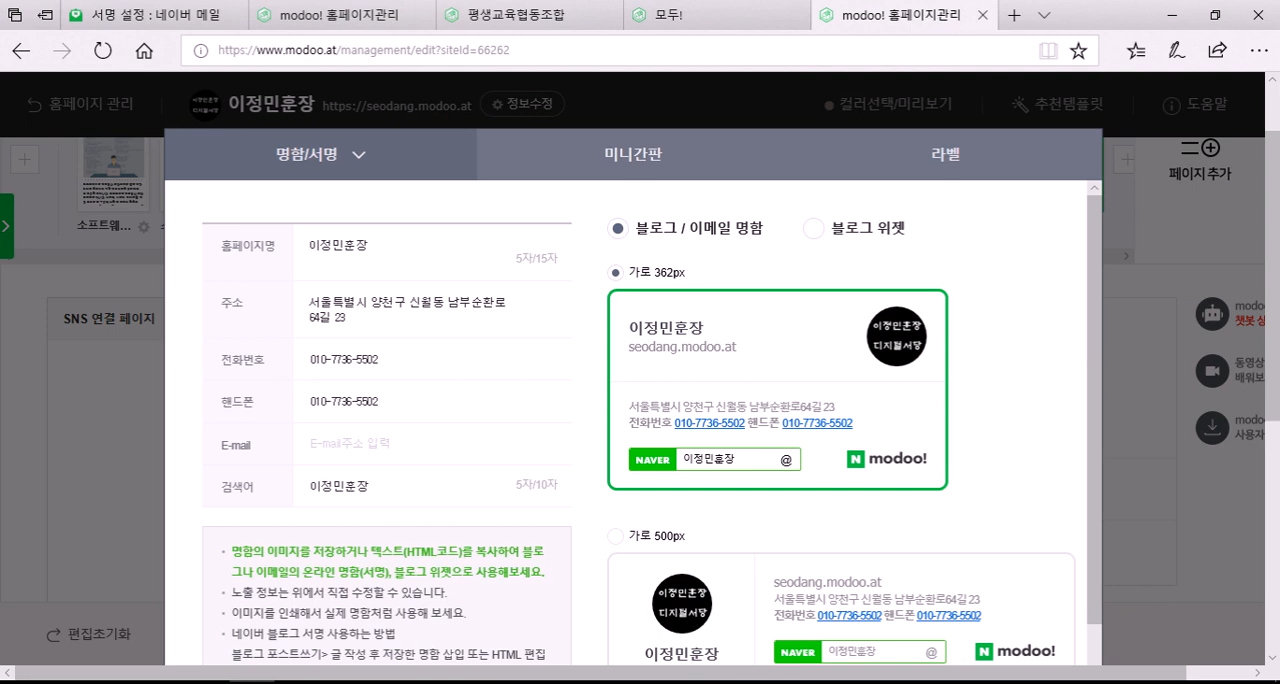 서명 설정 : 네이버 메일
modoo! 홈페이지관리
평생교육협동조합
모두!
modoo! 홈페이지관리
https://www.modoo.at/management/edit?siteId=66262
홈페이지 관리
이정민훈장 https://seodang.modoo.at
정보수정
컬러선택/미리보기
추천템플릿
도움말
명함/서명
미니간판
라벨
페이지 추가
소프트웨...
SNS 연결 페이지
홈페이지명
이정민훈장
5자/15자
주소
서울특별시 양천구 신월동 남부순환로
64길 23
전화번호
010-7736-5502
핸드폰
010-7736-5502
E-mail
E-mail주소 입력
검색어
이정민훈장
5자/10자
명함의 이미지를 저장하거나 텍스트(HTML코드)를 복사하여 블로
그나 이메일의 온라인 명함(서명), 블로그 위젯으로 사용해보세요.
노출 정보는 위에서 직접 수정할 수 있습니다.
이미지를 인쇄해서 실제 명함처럼 사용해 보세요.
네이버 블로그 서명 사용하는 방법
블로그 포스트쓰기> 글 작성 후 저장한 명함 삽입 또는 HTML 편집
블로그 / 이메일 명함
블로그 위젯
가로 362px
이정민훈장
seodang.modoo.at
이정민훈장
디지털서당
서울특별시 양천구 신월동 남부순환로64길 23
전화번호 010-7736-5502 핸드폰 010-7736-5502
NAVER 이정민훈장 @
N modoo!
가로 500px
이정민훈장
디지털서당
이정민훈장
seodang.modoo.at
서울특별시 양천구 신월동 남부순환로64길 23
전화번호 010-7736-5502 핸드폰 010-7736-5502
NAVER 이정민훈장 @
N modoo!
modo
챗봇 상
동영상
배워보
modo
사용자
편집초기화